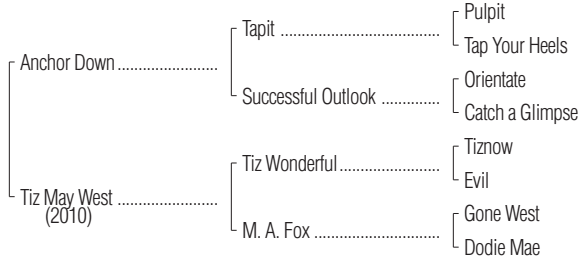 Pulpit
Tapit ..............................................
Tap Your Heels
Anchor Down .........................
Orientate
Successful Outlook ...............
Catch a Glimpse
Tiznow
Tiz Wonderful..........................
Evil
Tiz May West .........................
(2010)
Gone West
M. A. Fox ................................
Dodie Mae